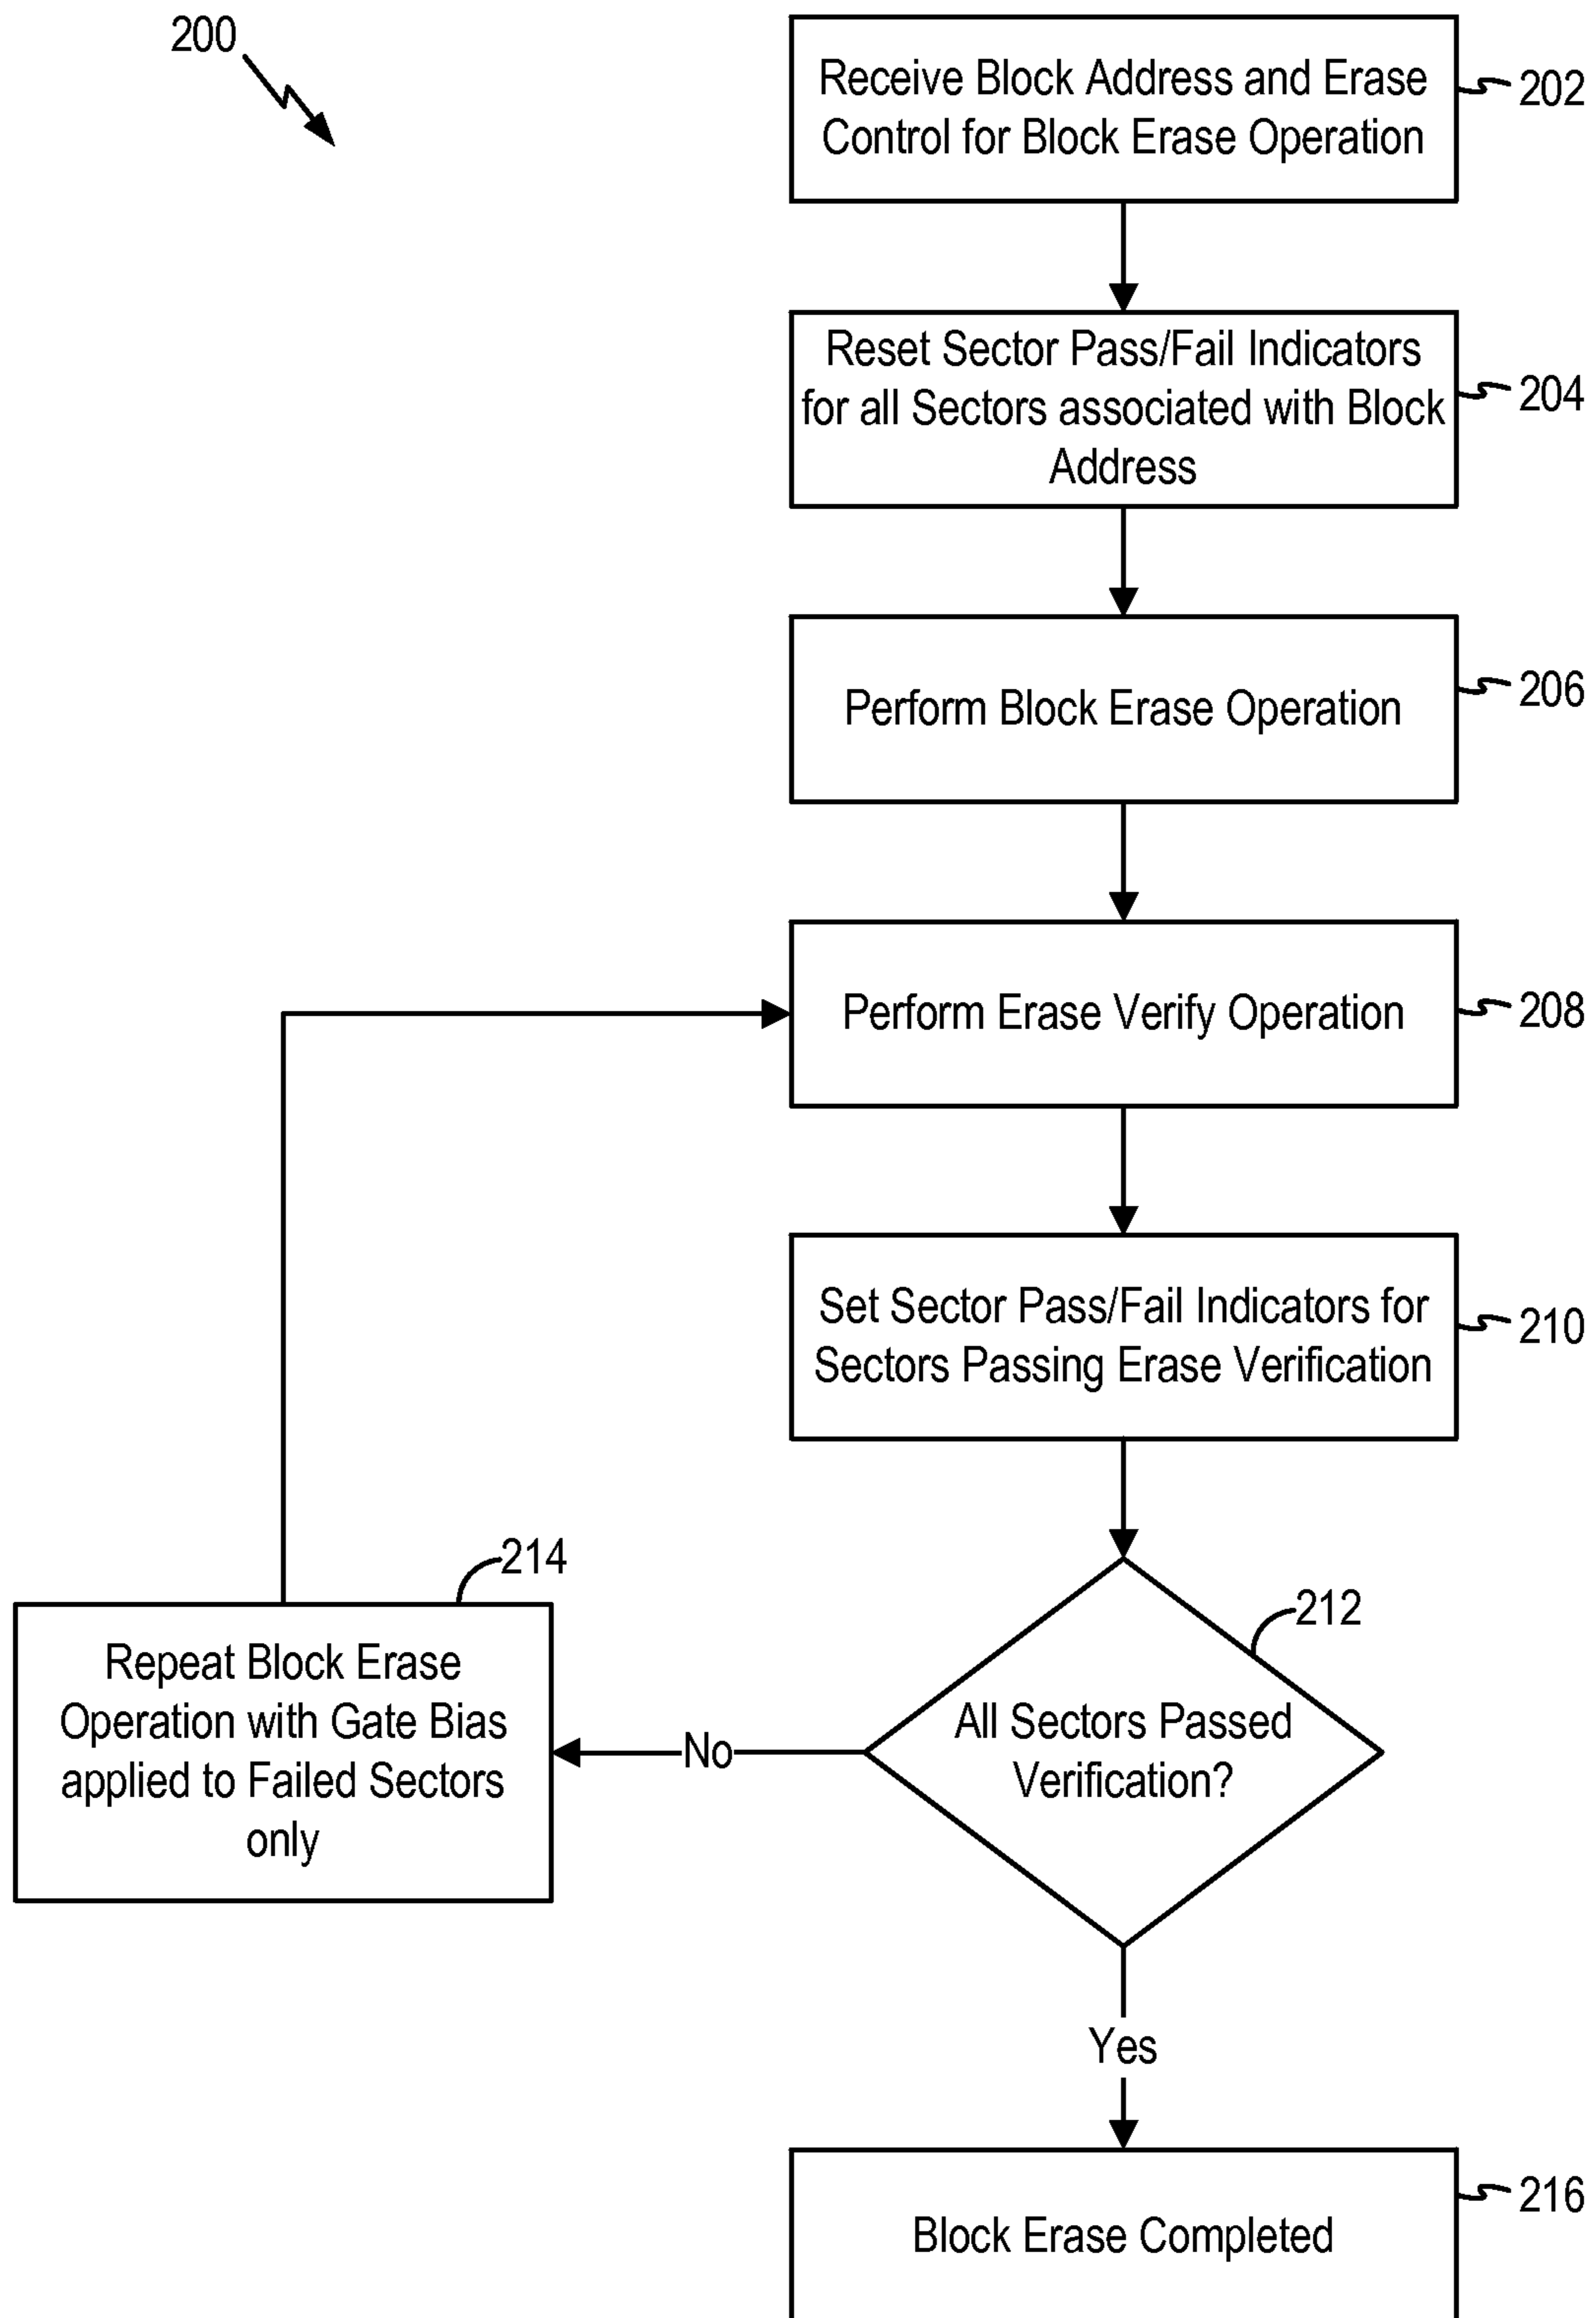 200
Receive Block Address and Erase
Control for Block Erase Operation
202
Reset Sector Pass/Fail Indicators
for all Sectors associated with Block
Address
204
Perform Block Erase Operation
206
Perform Erase Verify Operation
208
Set Sector Pass/Fail Indicators for
Sectors Passing Erase Verification
210
All Sectors Passed
Verification?
212
No
214
Repeat Block Erase
Operation with Gate Bias
applied to Failed Sectors
only
Yes
Block Erase Completed
216